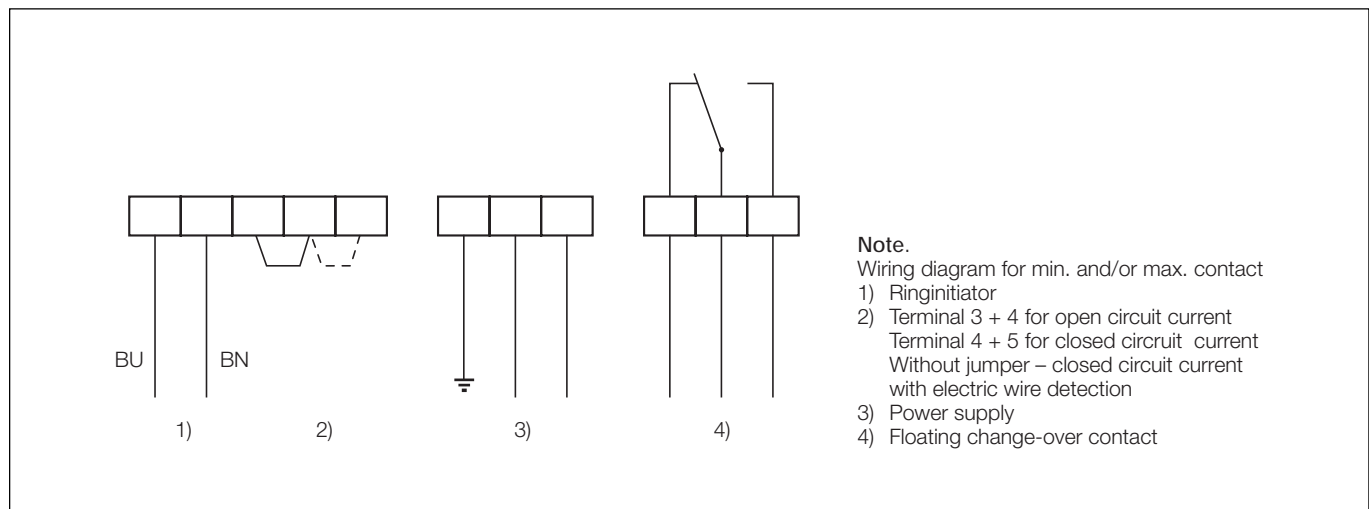 BU
BN
1)
2)
3)
4)
Note.
Wiring diagram for min. and/or max. contact
1) Ringinitiator
2) Terminal 3 + 4 for open circuit current
Terminal 4 + 5 for closed circruit current
Without jumper – closed circuit current
with electric wire detection
3) Power supply
4) Floating change-over contact